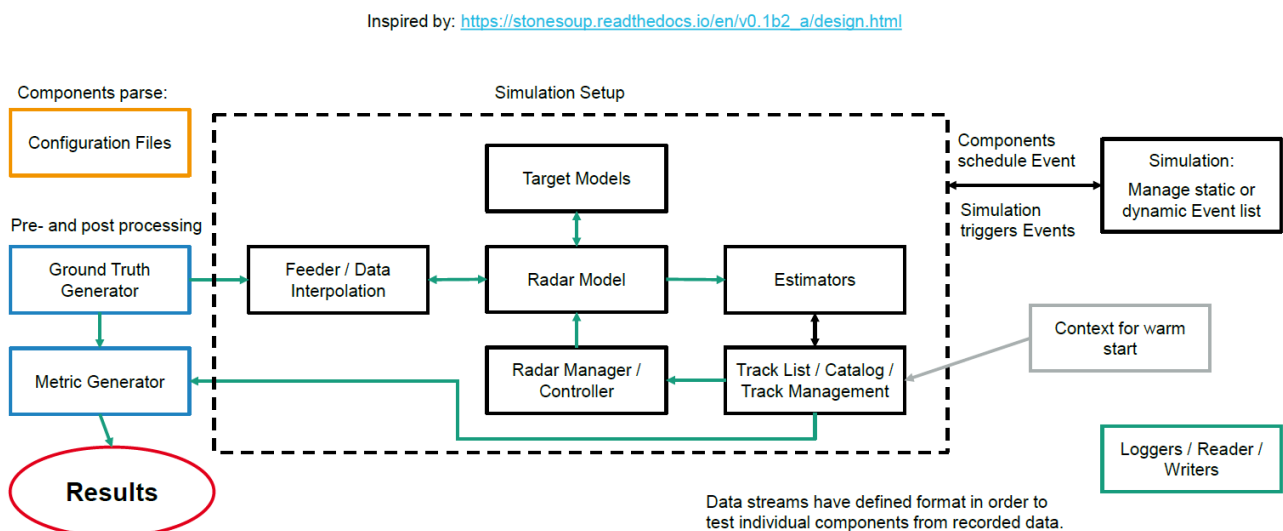 Inspired by: https://stonesoup.readthedocs.io/en/v0.1b2_a/design.html
Components parse:
Configuration Files
Simulation Setup
Target Models
Components
schedule Event
Simulation
triggers Events
Simulation:
Manage static or
dynamic Event list
Pre- and post processing
Ground Truth
Generator
Feeder / Data
Interpolation
Radar Model
Estimators
Context for warm
start
Metric Generator
Radar Manager /
Controller
Track List / Catalog /
Track Management
Results
Loggers / Reader /
Writers
Data streams have defined format in order to
test individual components from recorded data.